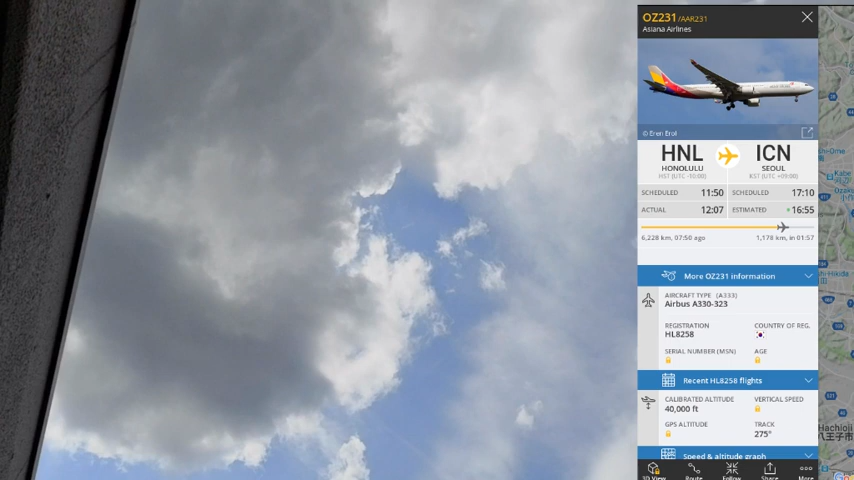 OZ231 /AAR231
Asiana Airlines
© Eren Erol
HNL ICN
HONOLULU SEOUL
HST (UTC -10:00) KST (UTC +09:00)
SCHEDULED 11:50 SCHEDULED 17:10
ACTUAL 12:07 ESTIMATED 16:55
6,228 km, 07:50 ago 1,178 km, in 01:57
More OZ231 information
AIRCRAFT TYPE (A333)
Airbus A330-323
REGISTRATION COUNTRY OF REG.
HL8258
SERIAL NUMBER (MSN) AGE
Recent HL8258 flights
CALIBRATED ALTITUDE VERTICAL SPEED
40,000 ft
GPS ALTITUDE TRACK
275°
Speed & altitude graph
3D View Route Follow Share More
Hachioji
八王子市